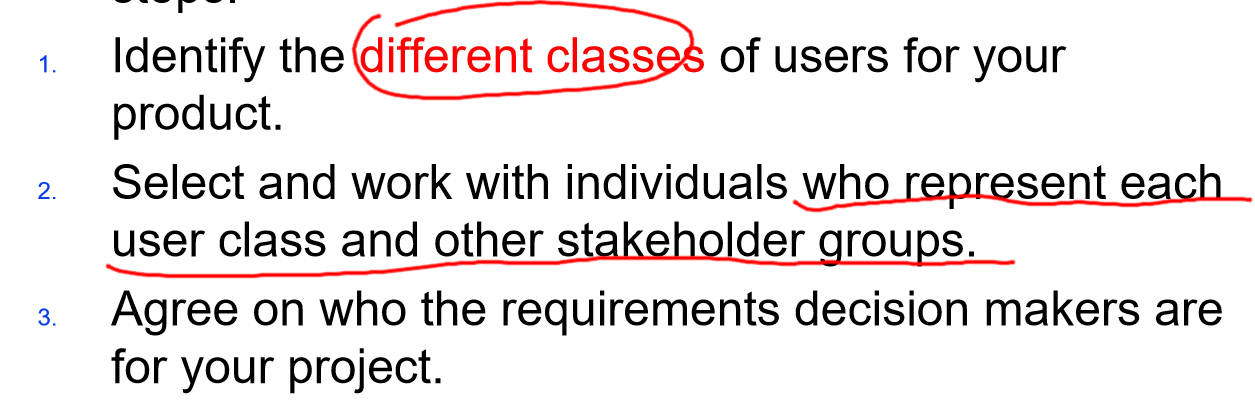 steps:
1. Identify the different classes of users for your
product.
2. Select and work with individuals who represent each
user class and other stakeholder groups.
3. Agree on who the requirements decision makers are
for your project.